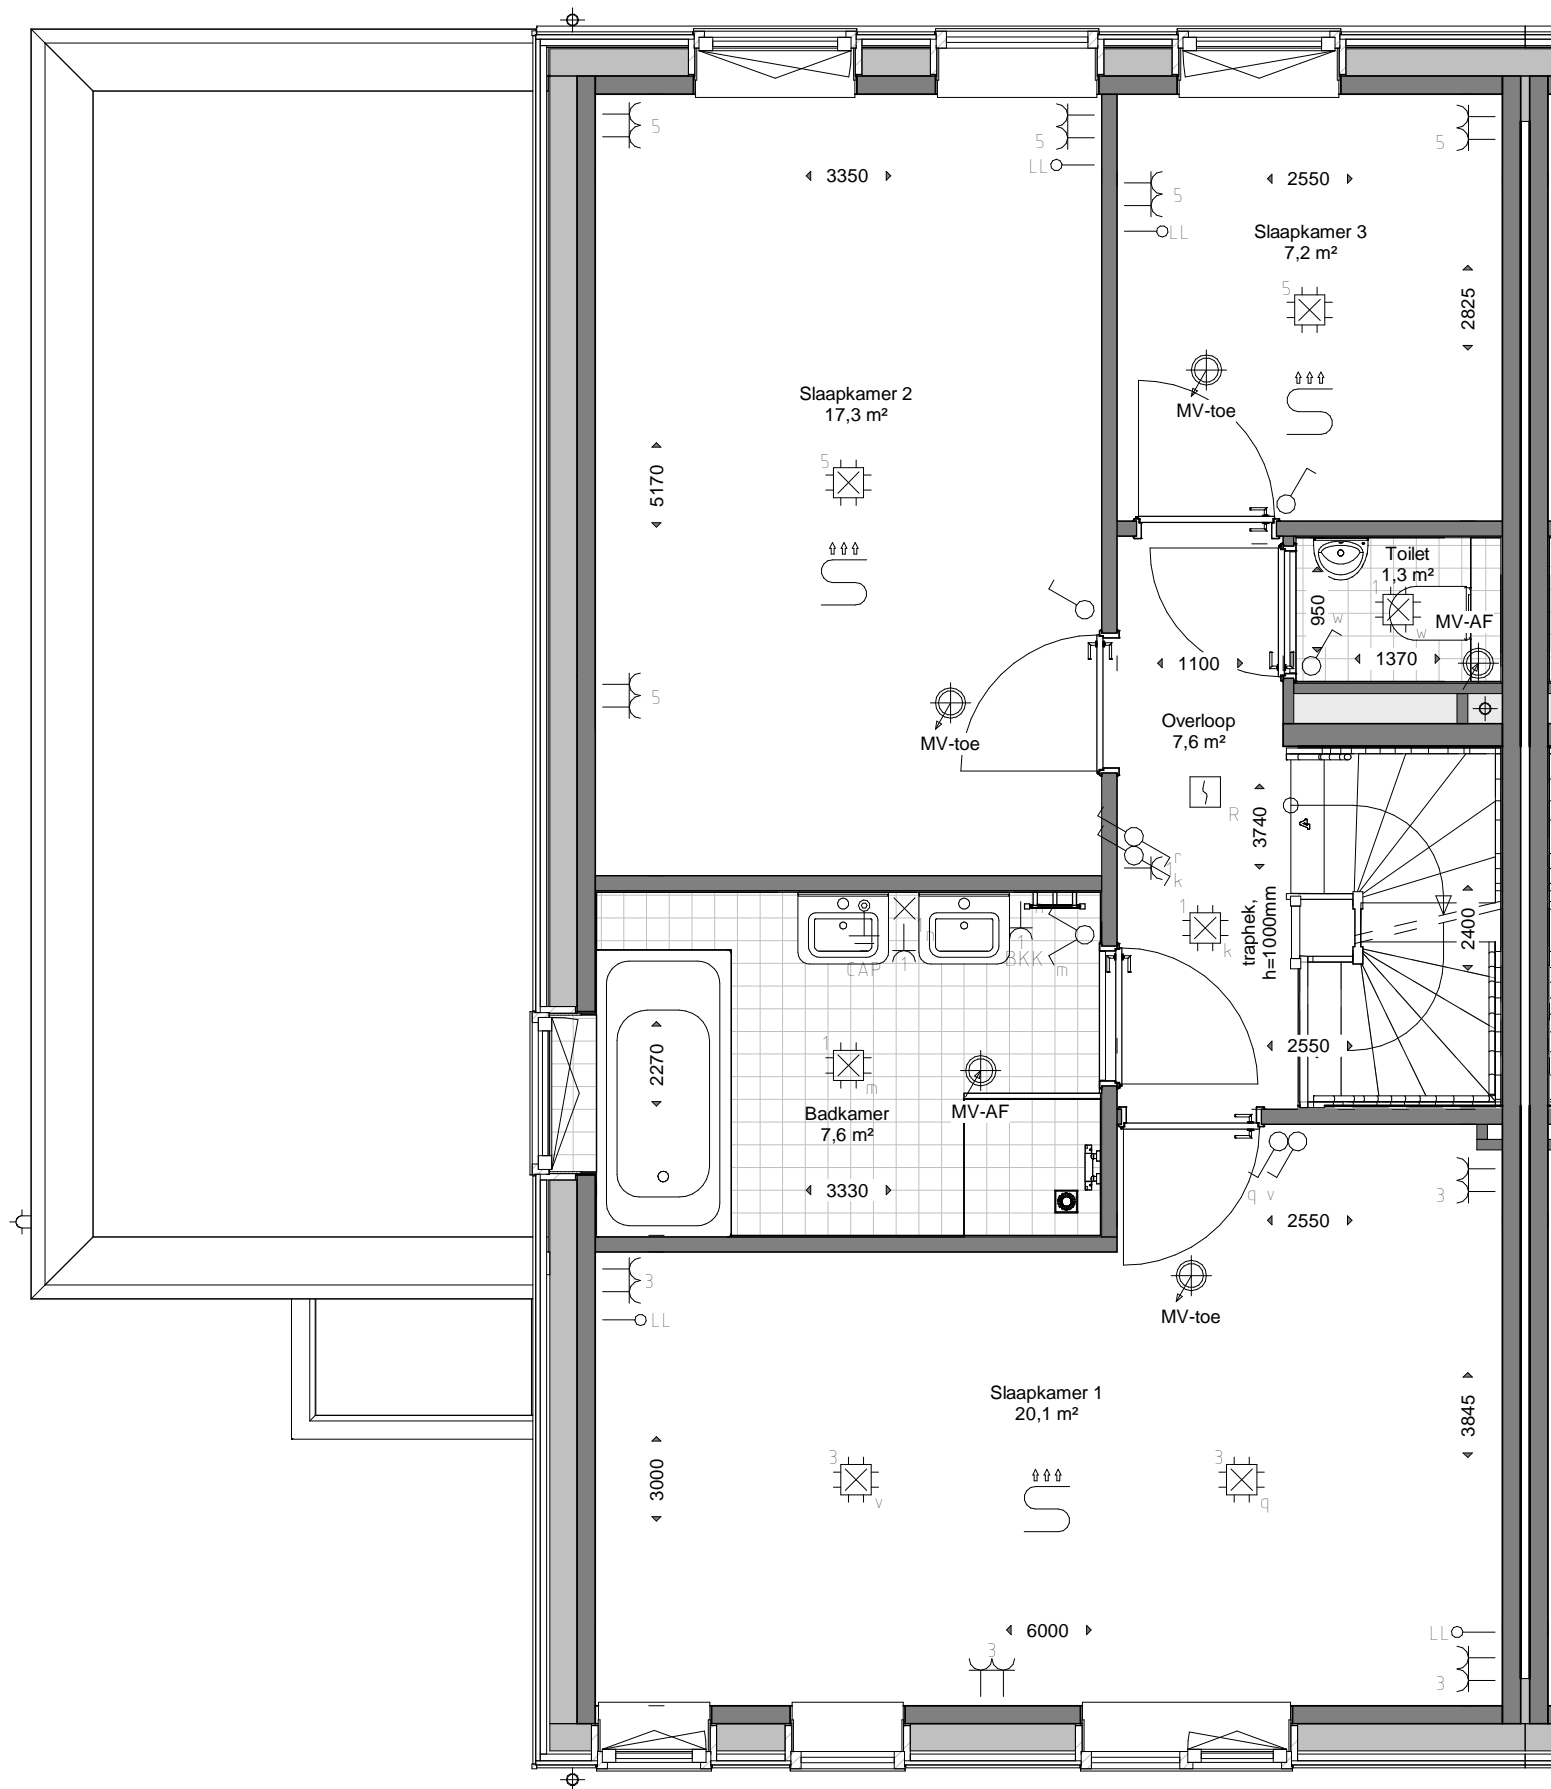 5
5
LL
3350
5
5
LL
2550
Slaapkamer 3
7,2 m²
2825
5
MV-toe
Slaapkamer 2
17,3 m²
5
5170
5
MV-toe
Toilet
1,3 m²
1
950
w
w
MV-AF
1370
1100
Overloop
7,6 m²
R
3740
r
k
1
k
traphek,
h=1000mm
2400
2550
n
n
CAP
1
1
BKK
m
2270
1
m
MV-AF
Badkamer
7,6 m²
3330
q
v
2550
3
3
LL
MV-toe
Slaapkamer 1
20,1 m²
3845
3000
3
v
3
q
6000
3
LL
3